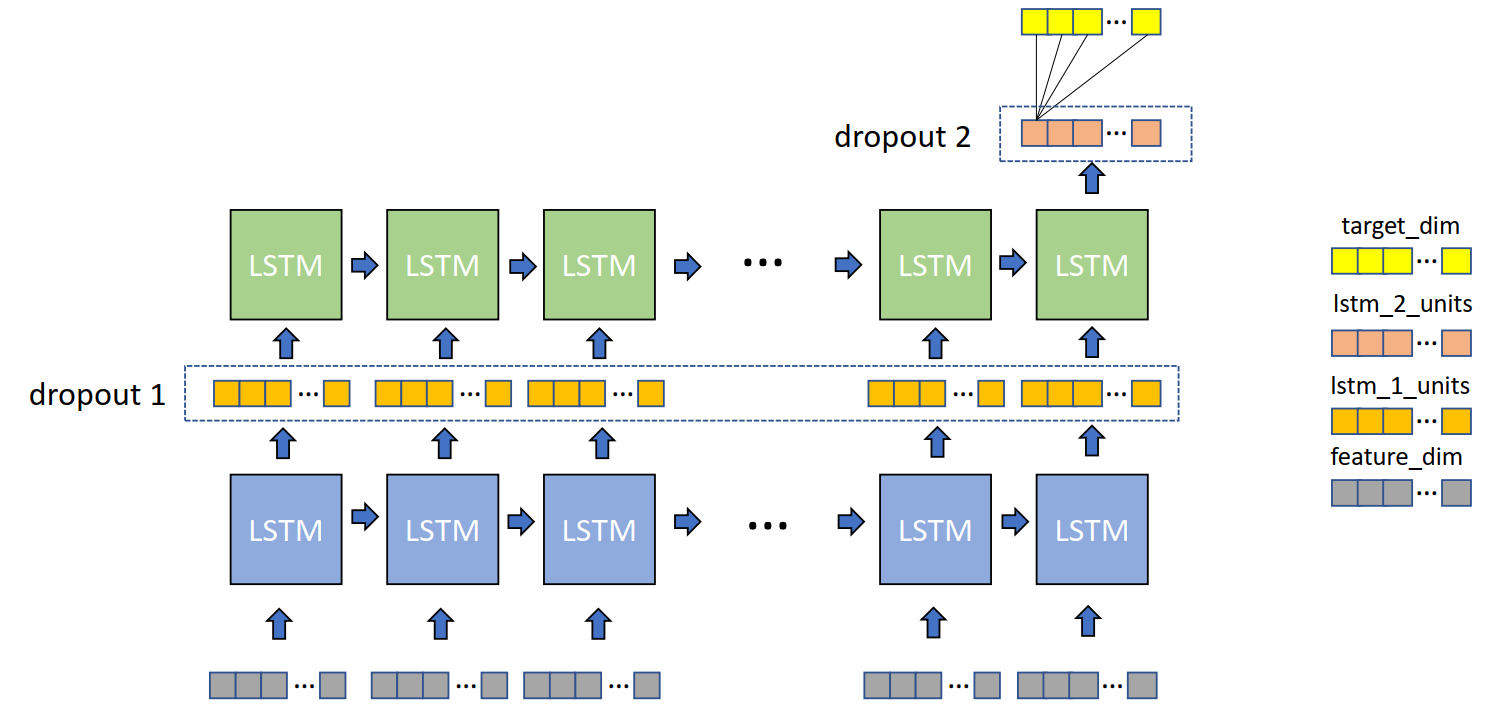 ...
dropout 2
...
LSTM LSTM LSTM ... LSTM LSTM
dropout 1
... ... ... ... ...
LSTM LSTM LSTM ... LSTM LSTM
... ... ... ... ...
target_dim
...
lstm_2_units
...
lstm_1_units
...
feature_dim
...